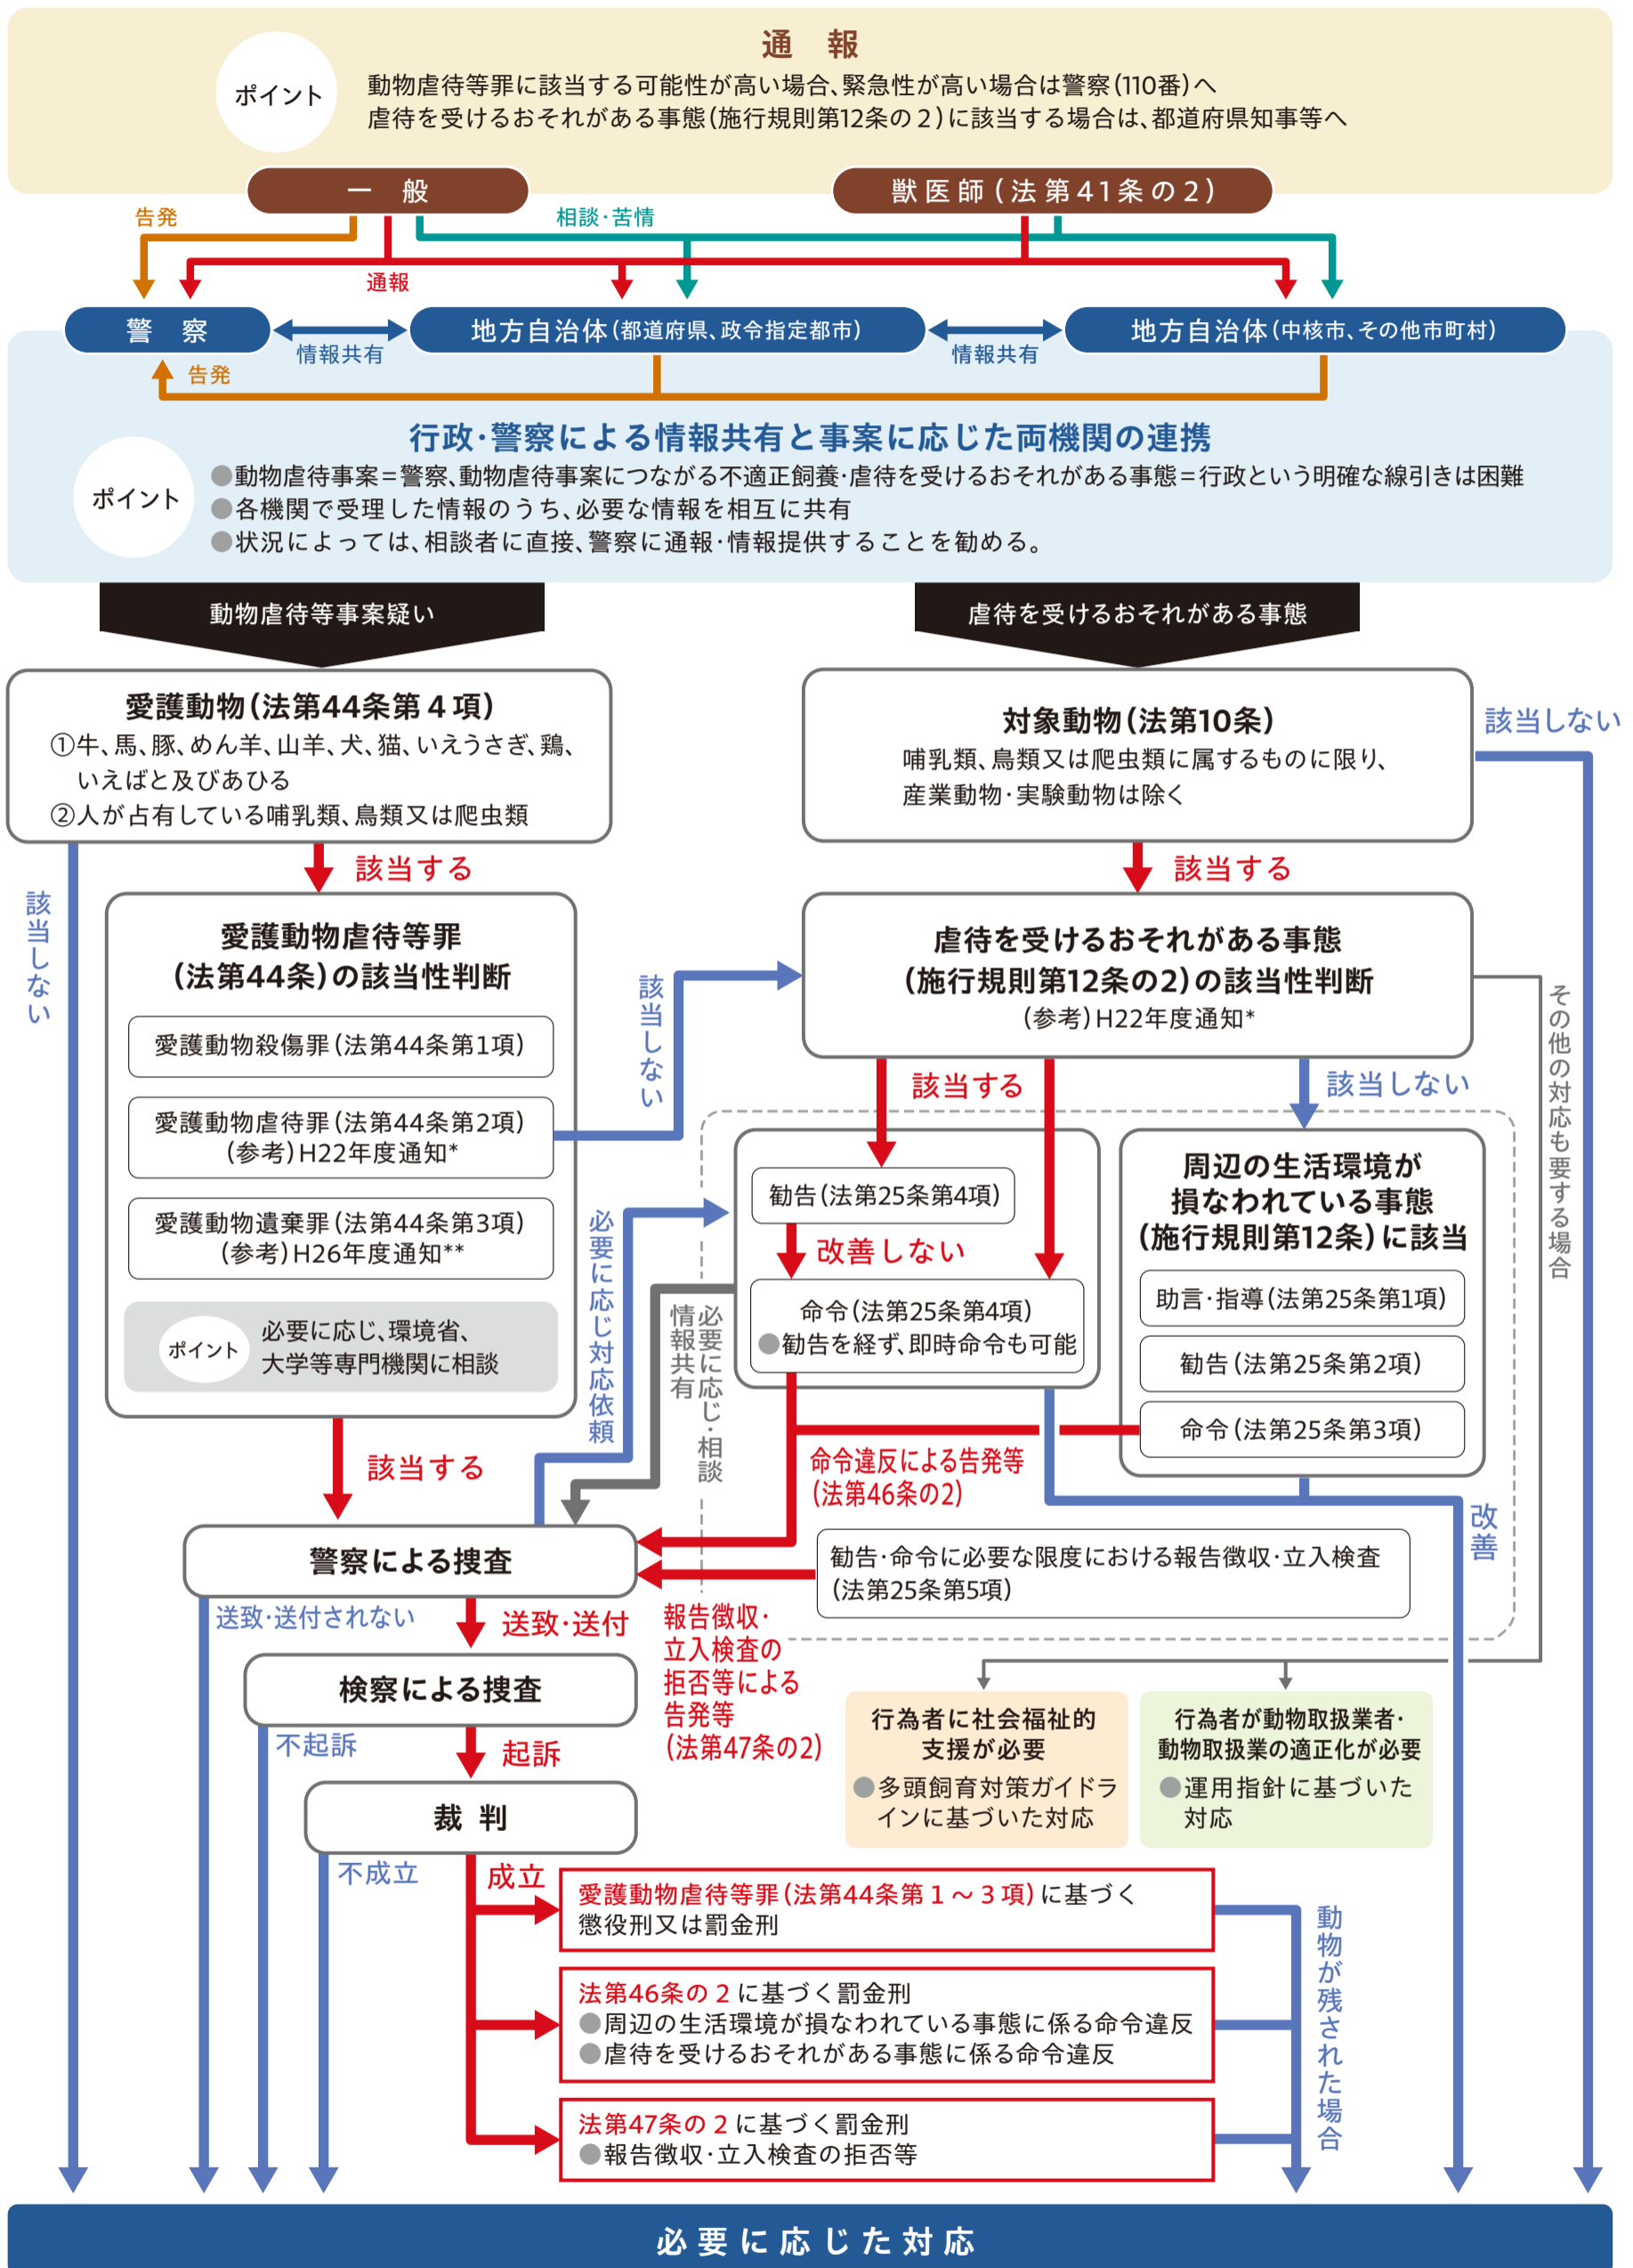 通 報
ポイント
動物虐待等罪に該当する可能性が高い場合、緊急性が高い場合は警察(110番)へ
虐待を受けるおそれがある事態(施行規則第12条の2)に該当する場合は、都道府県知事等へ
一 般
獣医師(法第41条の2)
告発
相談・苦情
通報
警 察
情報共有
地方自治体(都道府県、政令指定都市)
情報共有
地方自治体(中核市、その他市町村)
告発
行政・警察による情報共有と事案に応じた両機関の連携
ポイント
●動物虐待事案=警察、動物虐待事案につながる不適正飼養・虐待を受けるおそれがある事態=行政という明確な線引きは困難
●各機関で受理した情報のうち、必要な情報を相互に共有
●状況によっては、相談者に直接、警察に通報・情報提供することを勧める。
動物虐待等事案疑い
虐待を受けるおそれがある事態
愛護動物(法第44条第4項)
①牛、馬、豚、めん羊、山羊、犬、猫、いえうさぎ、鶏、
いえばと及びあひる
②人が占有している哺乳類、鳥類又は爬虫類
対象動物(法第10条)
哺乳類、鳥類又は爬虫類に属するものに限り、
産業動物・実験動物は除く
該当しない
該当する
該当する
該当しない
愛護動物虐待等罪
(法第44条)の該当性判断
愛護動物殺傷罪(法第44条第1項)
愛護動物虐待罪(法第44条第2項)
(参考)H22年度通知*
愛護動物遺棄罪(法第44条第3項)
(参考)H26年度通知**
ポイント
必要に応じ、環境省、
大学等専門機関に相談
該当しない
虐待を受けるおそれがある事態
(施行規則第12条の2)の該当性判断
(参考)H22年度通知*
その他の対応も要する場合
該当する
該当しない
勧告(法第25条第4項)
改善しない
命令(法第25条第4項)
●勧告を経ず、即時命令も可能
周辺の生活環境が
損なわれている事態
(施行規則第12条)に該当
助言・指導(法第25条第1項)
勧告(法第25条第2項)
命令(法第25条第3項)
必要に応じ対応依頼
必要に応じ・相談
情報共有
該当する
命令違反による告発等
(法第46条の2)
改善
警察による捜査
勧告・命令に必要な限度における報告徴収・立入検査
(法第25条第5項)
送致・送付されない
送致・送付
報告徴収・
立入検査の
拒否等による
告発等
(法第47条の2)
検察による捜査
不起訴
起訴
行為者に社会福祉的
支援が必要
●多頭飼育対策ガイドラ
インに基づいた対応
行為者が動物取扱業者・
動物取扱業の適正化が必要
●運用指針に基づいた
対応
裁 判
不成立
成立
愛護動物虐待等罪(法第44条第1~3項)に基づく
懲役刑又は罰金刑
法第46条の2に基づく罰金刑
●周辺の生活環境が損なわれている事態に係る命令違反
●虐待を受けるおそれがある事態に係る命令違反
法第47条の2に基づく罰金刑
●報告徴収・立入検査の拒否等
動物が残された場合
必要に応じた対応